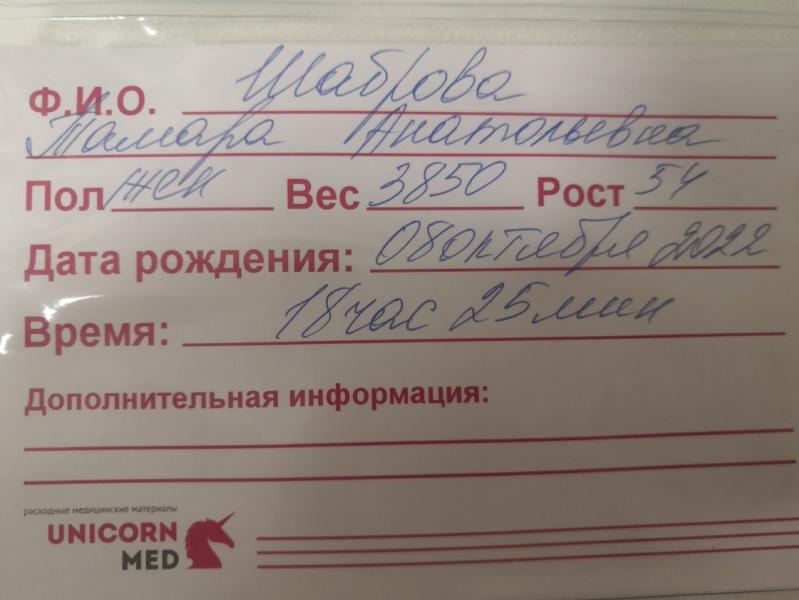 Ф.И.О. Шаброва
Тамара Анатольевна
Пол жен Вес 3850 Рост 54
Дата рождения: 08 октября 2022
Время: 18 час 25 мин
Дополнительная информация:
расходные медицинские материалы
UNICORN
MED